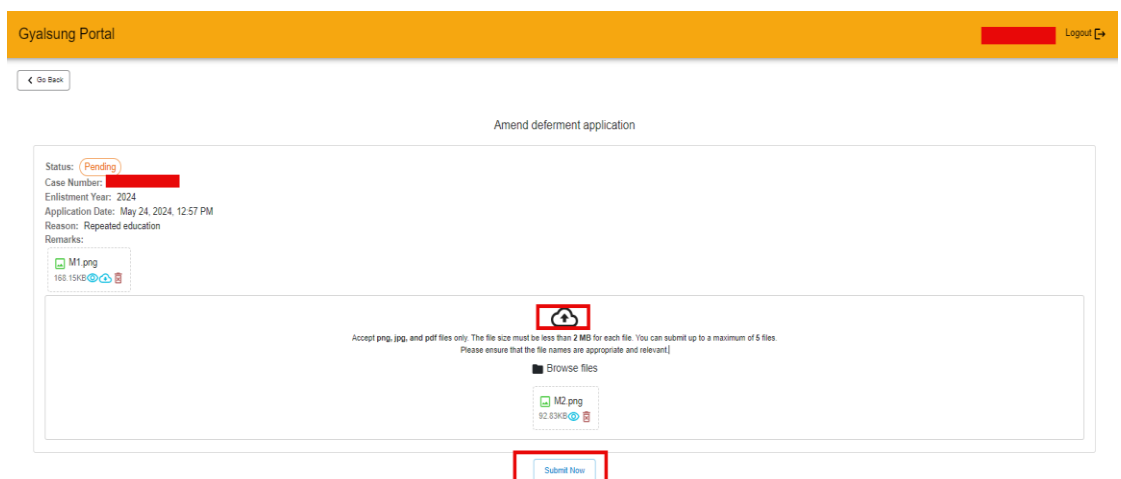 Gyalsung Portal
Logout
Go Back
Amend deferment application
Status: Pending
Case Number:
Enlistment Year: 2024
Application Date: May 24, 2024, 12:57 PM
Reason: Repeated education
Remarks:
M1.png
168.15KB
Accept png, jpg, and pdf files only. The file size must be less than 2 MB for each file. You can submit up to a maximum of 5 files.
Please ensure that the file names are appropriate and relevant.
Browse files
M2.png
92.83KB
Submit Now